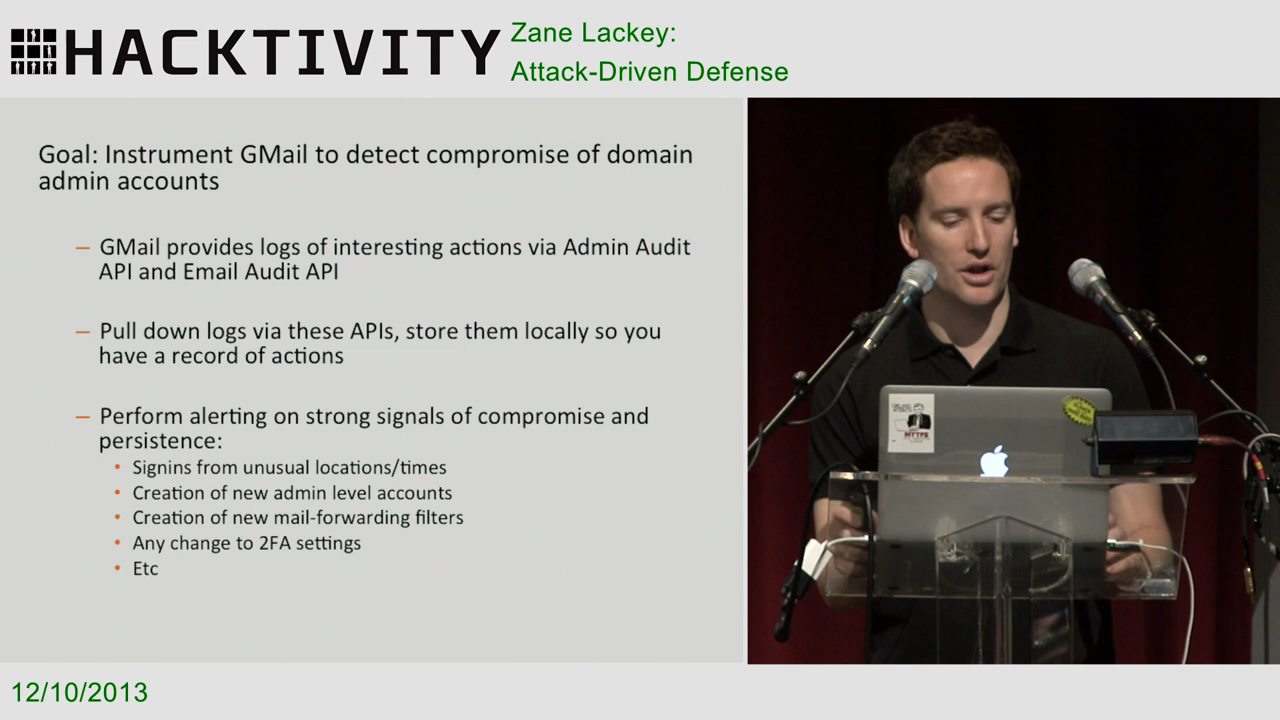 HACKTIVITY
Zane Lackey:
Attack-Driven Defense
Goal: Instrument GMail to detect compromise of domain
admin accounts
– GMail provides logs of interesting actions via Admin Audit
API and Email Audit API
– Pull down logs via these APIs, store them locally so you
have a record of actions
– Perform alerting on strong signals of compromise and
persistence:
• Signins from unusual locations/times
• Creation of new admin level accounts
• Creation of new mail-forwarding filters
• Any change to 2FA settings
• Etc
HTTPS
12/10/2013